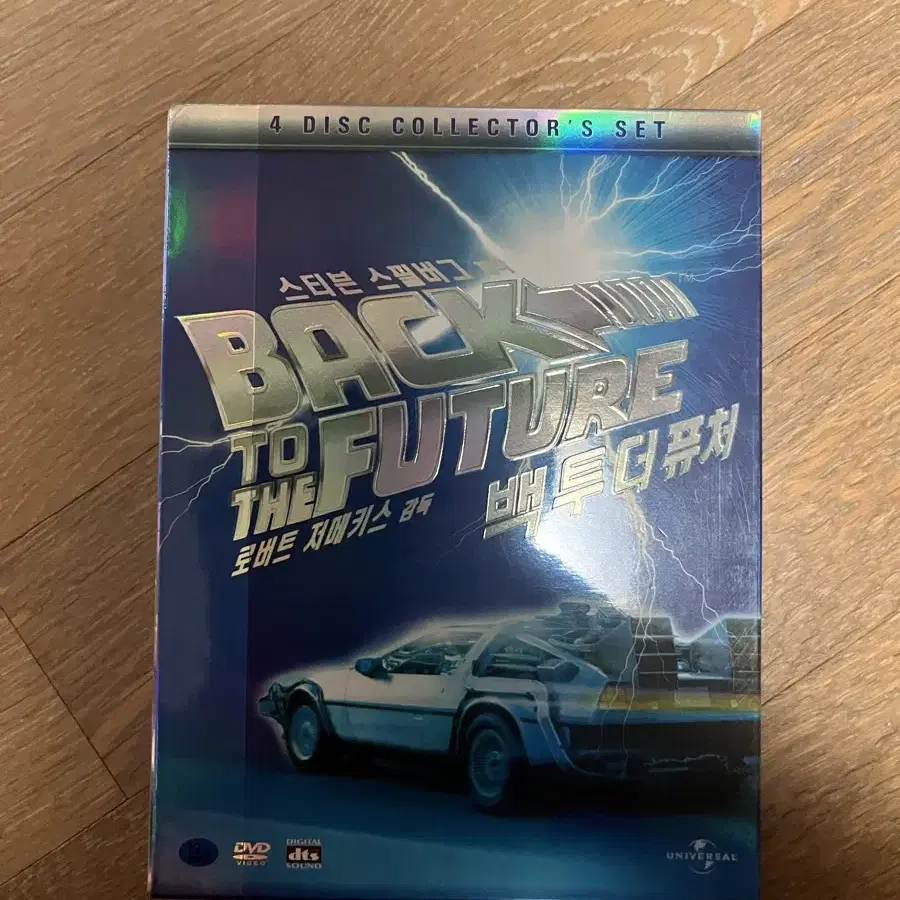 4 DISC COLLECTOR'S SET
스티븐 스필버그
BACK
TO THE FUTURE
백 투 더 퓨쳐
로버트 저메키스 감독
DVD
VIDEO
DIGITAL
dts
SOUND
UNIVERSAL